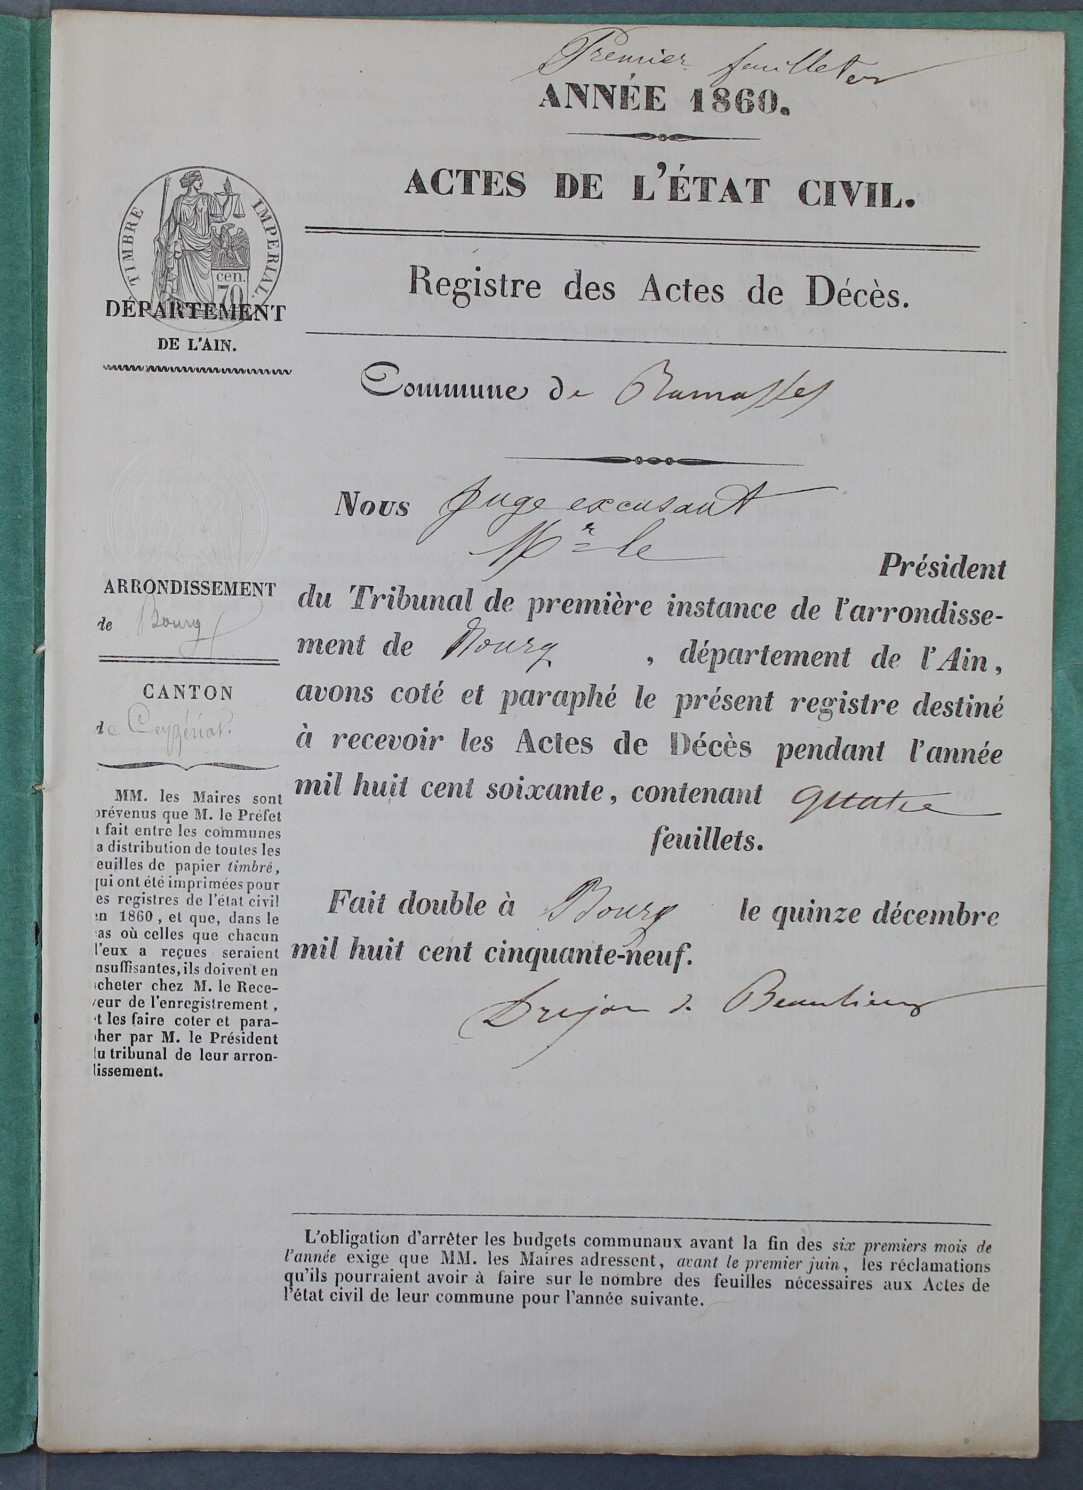 Premier feuillet
ANNÉE 1860.
ACTES DE L'ÉTAT CIVIL.
TIMBRE IMPÉRIAL.
cen.
70
DÉPARTEMENT
DE L'AIN.
Registre des Actes de Décès.
Commune de Ramasses
Nous Juge excusant
Mr le Président
du Tribunal de première instance de l'arrondisse-
ment de Bourg , département de l'Ain,
avons coté et paraphé le présent registre destiné
à recevoir les Actes de Décès pendant l'année
mil huit cent soixante, contenant quatre
feuillets.
Fait double à Bourg le quinze décembre
mil huit cent cinquante-neuf.
Drujon de Beaulieu
ARRONDISSEMENT
de Bourg
CANTON
de Ceyzériat
MM. les Maires sont
prévenus que M. le Préfet
a fait entre les communes
a distribution de toutes les
feuilles de papier timbré,
qui ont été imprimées pour
es registres de l'état civil
en 1860, et que, dans le
cas où celles que chacun
d'eux a reçues seraient
insuffisantes, ils doivent en
acheter chez M. le Rece-
veur de l'enregistrement,
et les faire coter et para-
pher par M. le Président
du tribunal de leur arron-
dissement.
L'obligation d'arrêter les budgets communaux avant la fin des six premiers mois de
l'année exige que MM. les Maires adressent, avant le premier juin, les réclamations
qu'ils pourraient avoir à faire sur le nombre des feuilles nécessaires aux Actes de
l'état civil de leur commune pour l'année suivante.